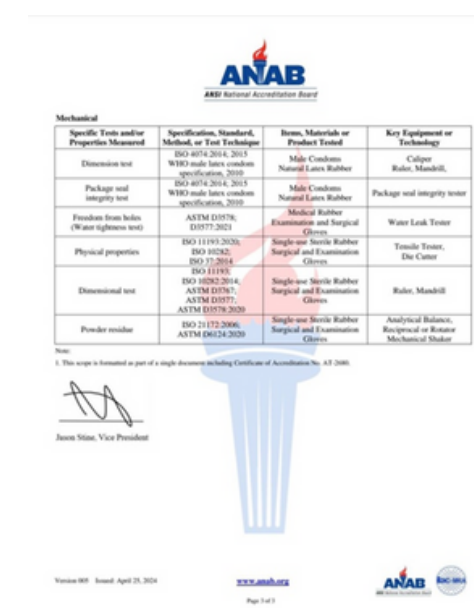 ANAB
ANSI National Accreditation Board
Mechanical
Specific Tests and/or
Properties Measured
Specification, Standard,
Method, or Test Technique
Items, Materials or
Product Tested
Key Equipment or
Technology
Dimension test
ISO 4074:2014, 2015
WHO male latex condom
specification, 2010
Male Condoms
Natural Latex Rubber
Caliper
Ruler, Mandrill,
Package seal
integrity test
ISO 4074:2014, 2015
WHO male latex condom
specification, 2010
Male Condoms
Natural Latex Rubber
Package seal integrity tester
Freedom from holes
(Water tightness test)
ASTM D3578;
D3577:2021
Medical Rubber
Examination and Surgical
Gloves
Water Leak Tester
Physical properties
ISO 11193:2020;
ISO 10282;
ISO 37:2014
Single-use Sterile Rubber
Surgical and Examination
Gloves
Tensile Tester,
Die Cutter
Dimensional test
ISO 11193;
ISO 10282:2014;
ASTM D3767;
ASTM D3577;
ASTM D3578:2020
Single-use Sterile Rubber
Surgical and Examination
Gloves
Ruler, Mandrill
Powder residue
ISO 21172:2006;
ASTM D6124:2020
Single-use Sterile Rubber
Surgical and Examination
Gloves
Analytical Balance,
Reciprocal or Rotator
Mechanical Shaker
Note:
1. This scope is formatted as part of a single document including Certificate of Accreditation No. AT-2680.
Jason Stine, Vice President
Version 005 Issued: April 25, 2024
www.anab.org
ANAB
ANSI National Accreditation Board
ilac-MRA
Page 3 of 3